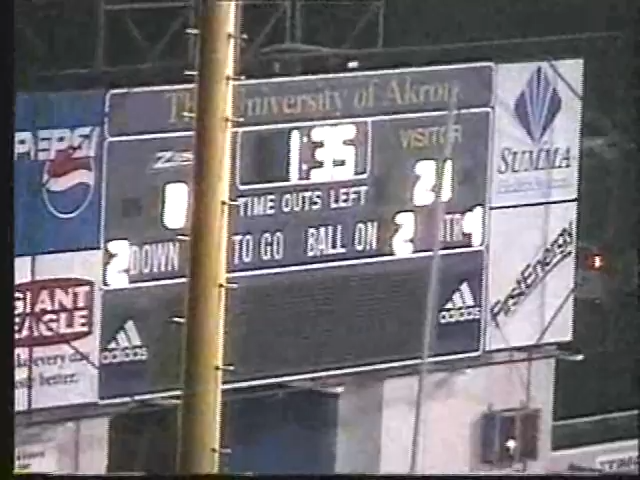 The University of Akron
PEPSI
1:35
VISITOR
21
SUMMA
TIME OUTS LEFT
2 DOWN
TO GO
BALL ON 2
QTR 4
FirstEnergy
GIANT
EAGLE
adidas
adidas